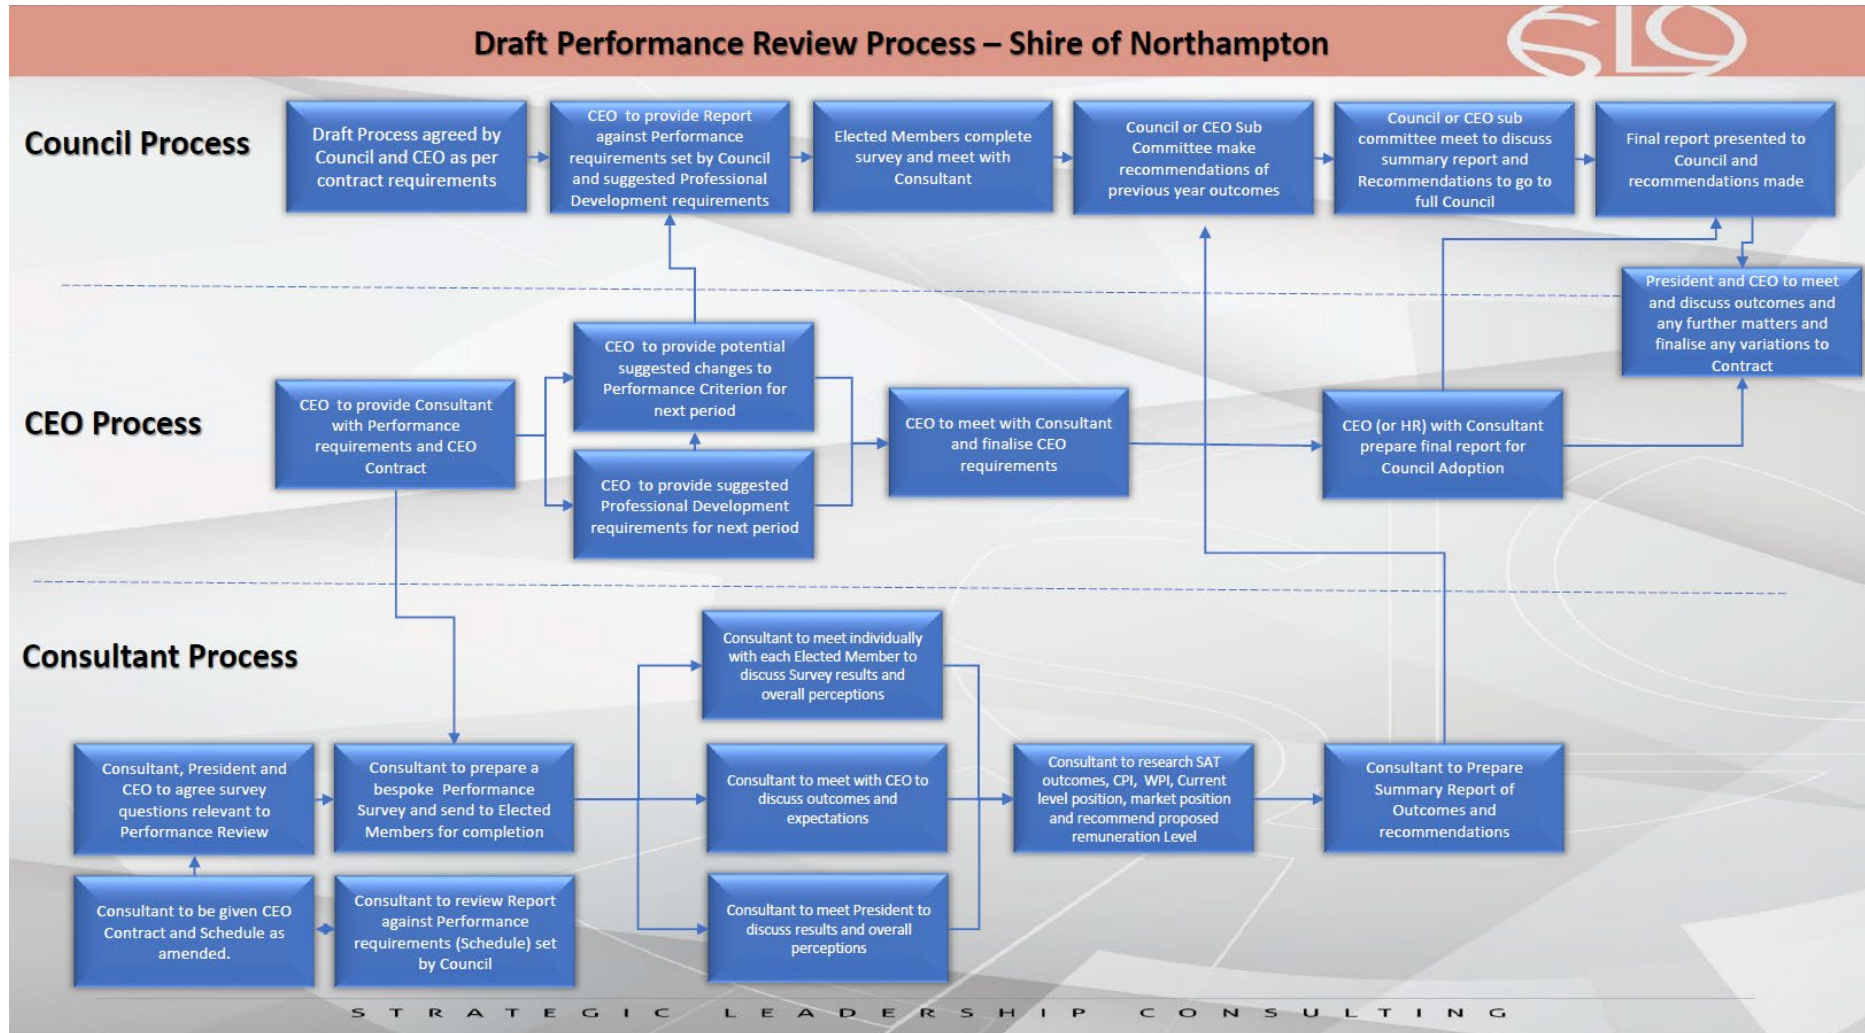 Draft Performance Review Process – Shire of Northampton
SLC
Council Process
Draft Process agreed by
Council and CEO as per
contract requirements
CEO to provide Report
against Performance
requirements set by Council
and suggested Professional
Development requirements
Elected Members complete
survey and meet with
Consultant
Council or CEO Sub
Committee make
recommendations of
previous year outcomes
Council or CEO sub
committee meet to discuss
summary report and
Recommendations to go to
full Council
Final report presented to
Council and
recommendations made
President and CEO to meet
and discuss outcomes and
any further matters and
finalise any variations to
Contract
CEO Process
CEO to provide Consultant
with Performance
requirements and CEO
Contract
CEO to provide potential
suggested changes to
Performance Criterion for
next period
CEO to provide suggested
Professional Development
requirements for next period
CEO to meet with Consultant
and finalise CEO
requirements
CEO (or HR) with Consultant
prepare final report for
Council Adoption
Consultant Process
Consultant to meet individually
with each Elected Member to
discuss Survey results and
overall perceptions
Consultant, President and
CEO to agree survey
questions relevant to
Performance Review
Consultant to prepare a
bespoke Performance
Survey and send to Elected
Members for completion
Consultant to meet with CEO to
discuss outcomes and
expectations
Consultant to research SAT
outcomes, CPI, WPI, Current
level position, market position
and recommend proposed
remuneration Level
Consultant to Prepare
Summary Report of
Outcomes and
recommendations
Consultant to be given CEO
Contract and Schedule as
amended.
Consultant to review Report
against Performance
requirements (Schedule) set
by Council
Consultant to meet President to
discuss results and overall
perceptions
STRATEGIC LEADERSHIP CONSULTING